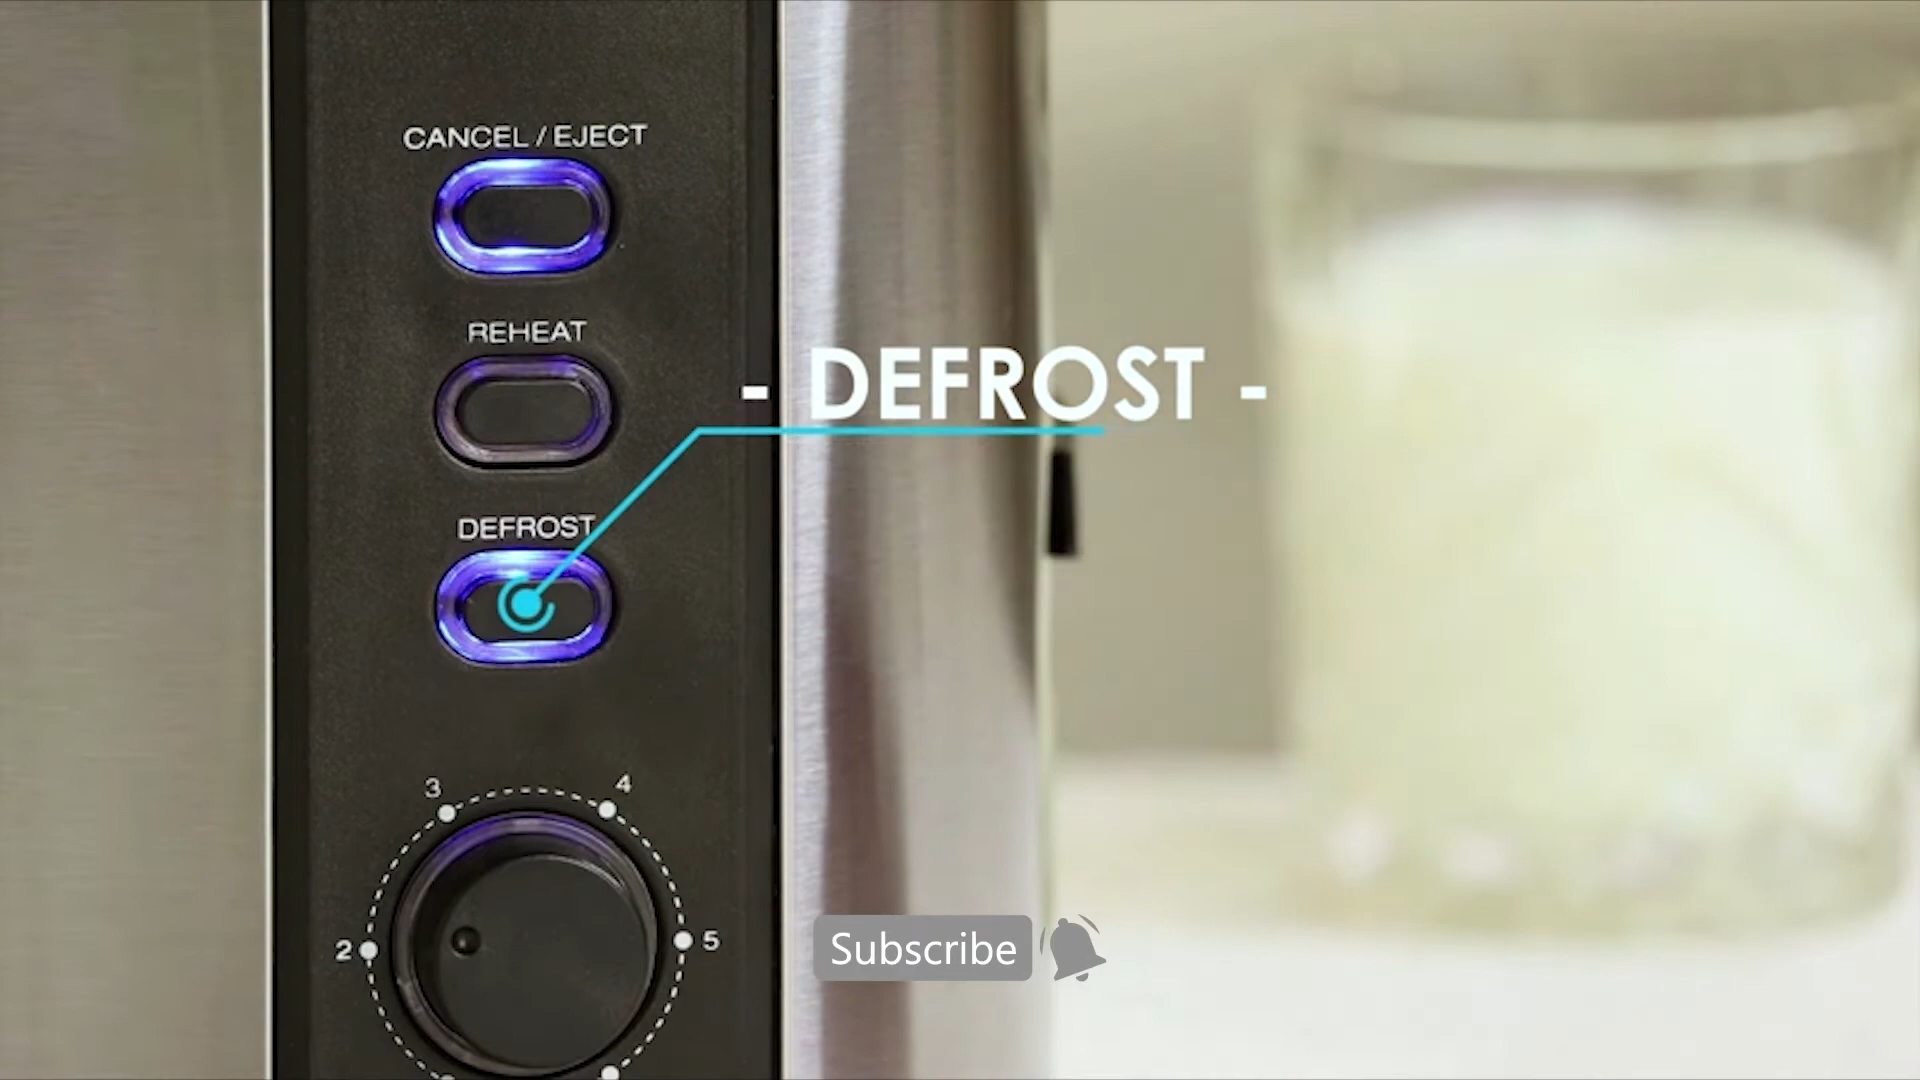 CANCEL / EJECT
REHEAT
- DEFROST -
DEFROST
3
4
2
5
Subscribe